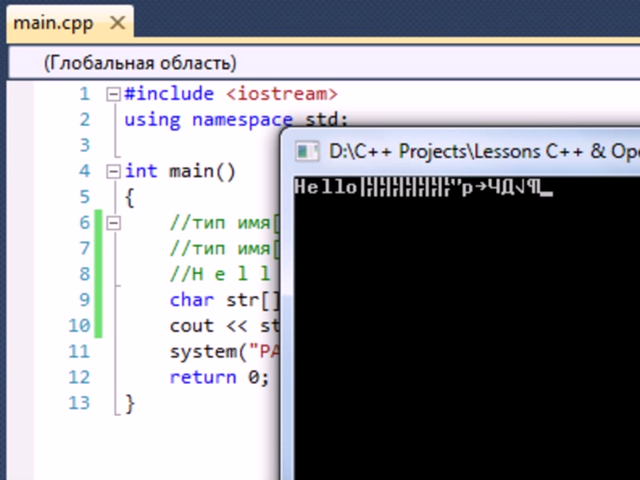 main.cpp
(Глобальная область)
1 #include <iostream>
2 using namespace std;
3
4 int main()
5 {
6 //тип имя[
7 //тип имя[
8 //H e l l
9 char str[]
10 cout << st
11 system("PA
12 return 0;
13 }
D:\C++ Projects\Lessons C++ & Ope
Hello